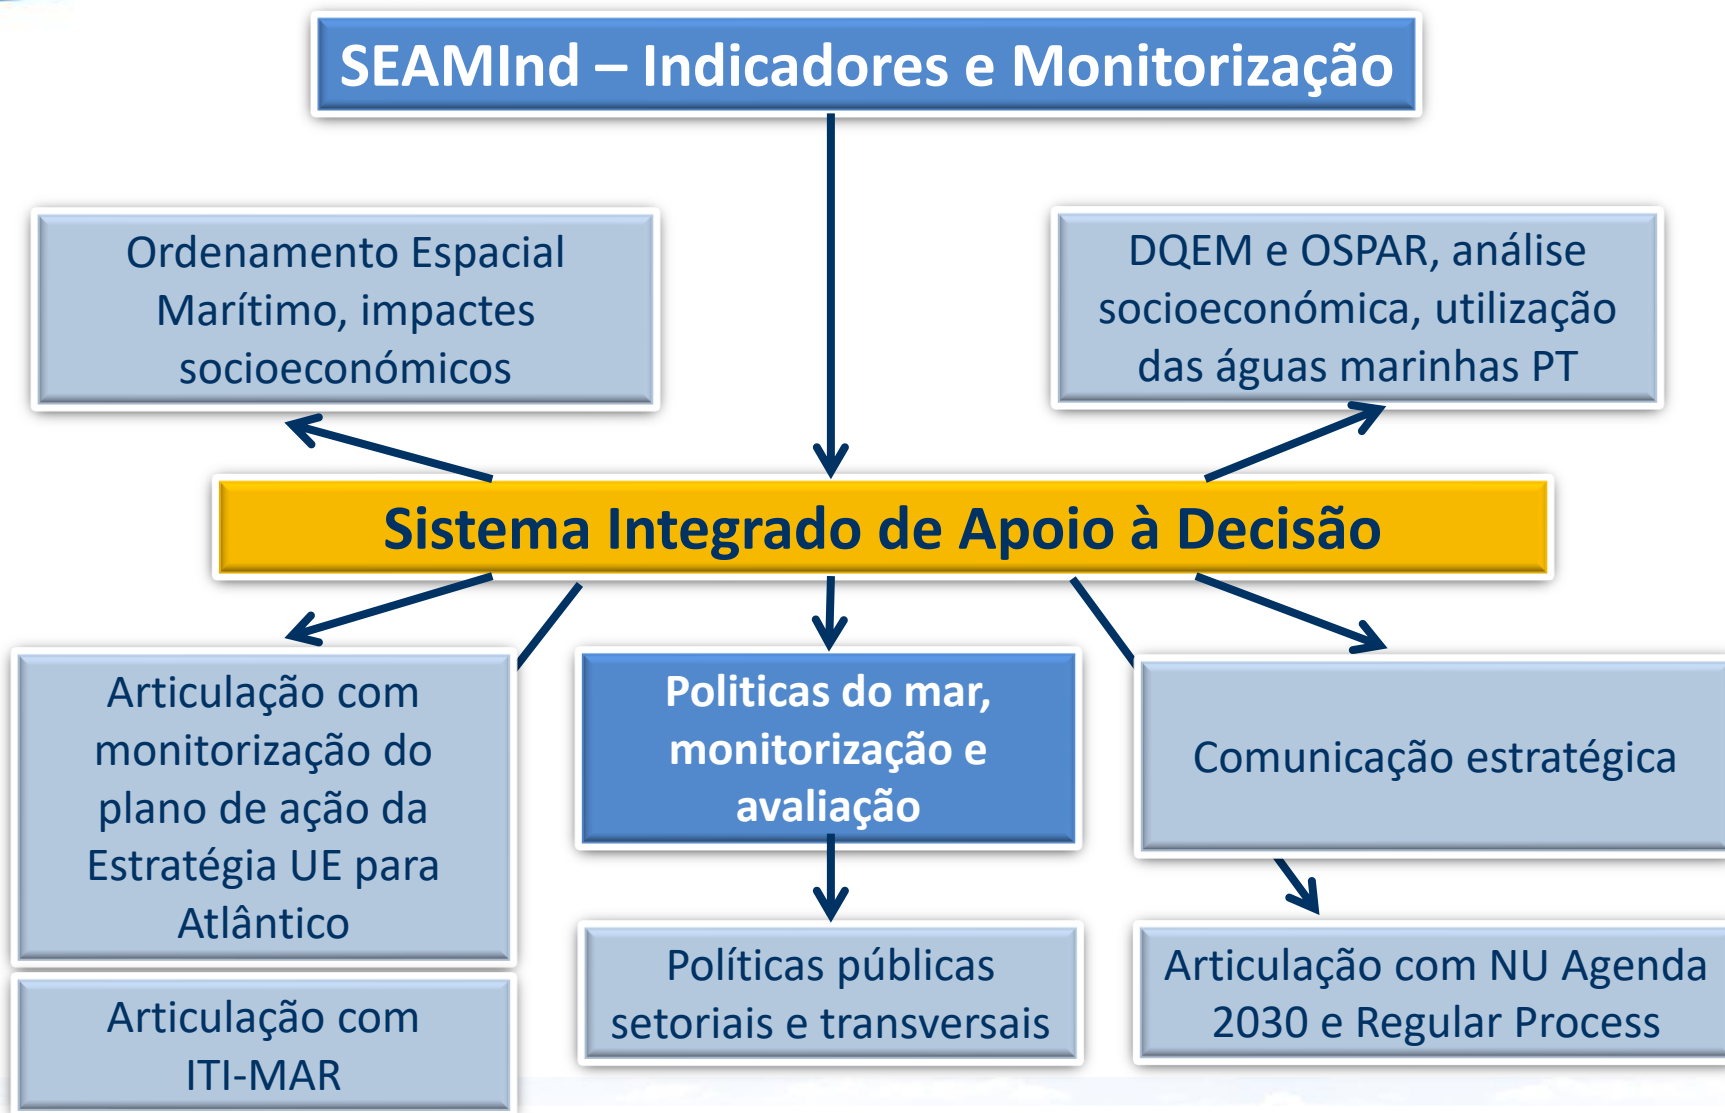 SEAMInd – Indicadores e Monitorização
Ordenamento Espacial
Marítimo, impactes
socioeconómicos
DQEM e OSPAR, análise
socioeconómica, utilização
das águas marinhas PT
Sistema Integrado de Apoio à Decisão
Articulação com
monitorização do
plano de ação da
Estratégia UE para
Atlântico
Politicas do mar,
monitorização e
avaliação
Comunicação estratégica
Articulação com
ITI-MAR
Políticas públicas
setoriais e transversais
Articulação com NU Agenda
2030 e Regular Process